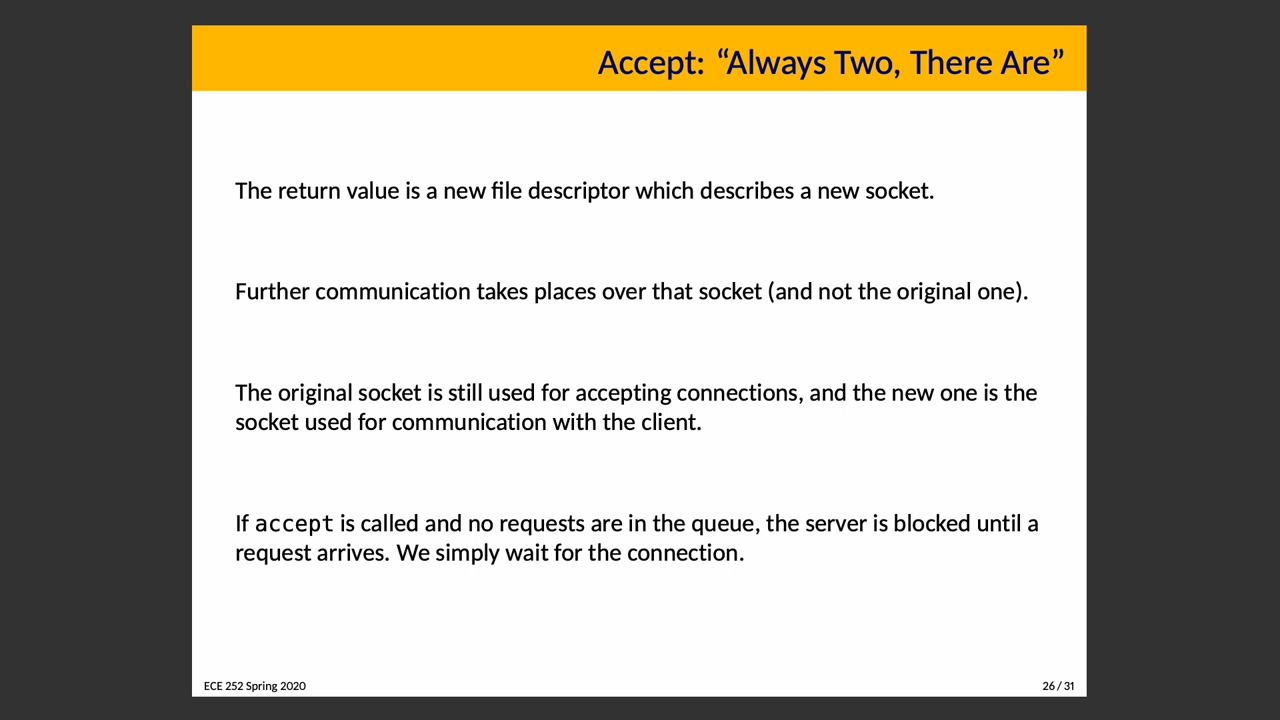 Accept: “Always Two, There Are”
The return value is a new file descriptor which describes a new socket.
Further communication takes places over that socket (and not the original one).
The original socket is still used for accepting connections, and the new one is the
socket used for communication with the client.
If accept is called and no requests are in the queue, the server is blocked until a
request arrives. We simply wait for the connection.
ECE 252 Spring 2020
26 / 31